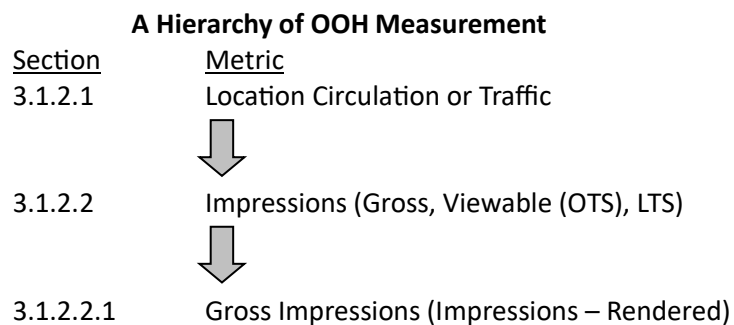 A Hierarchy of OOH Measurement
Section Metric
3.1.2.1 Location Circulation or Traffic
3.1.2.2 Impressions (Gross, Viewable (OTS), LTS)
3.1.2.2.1 Gross Impressions (Impressions – Rendered)